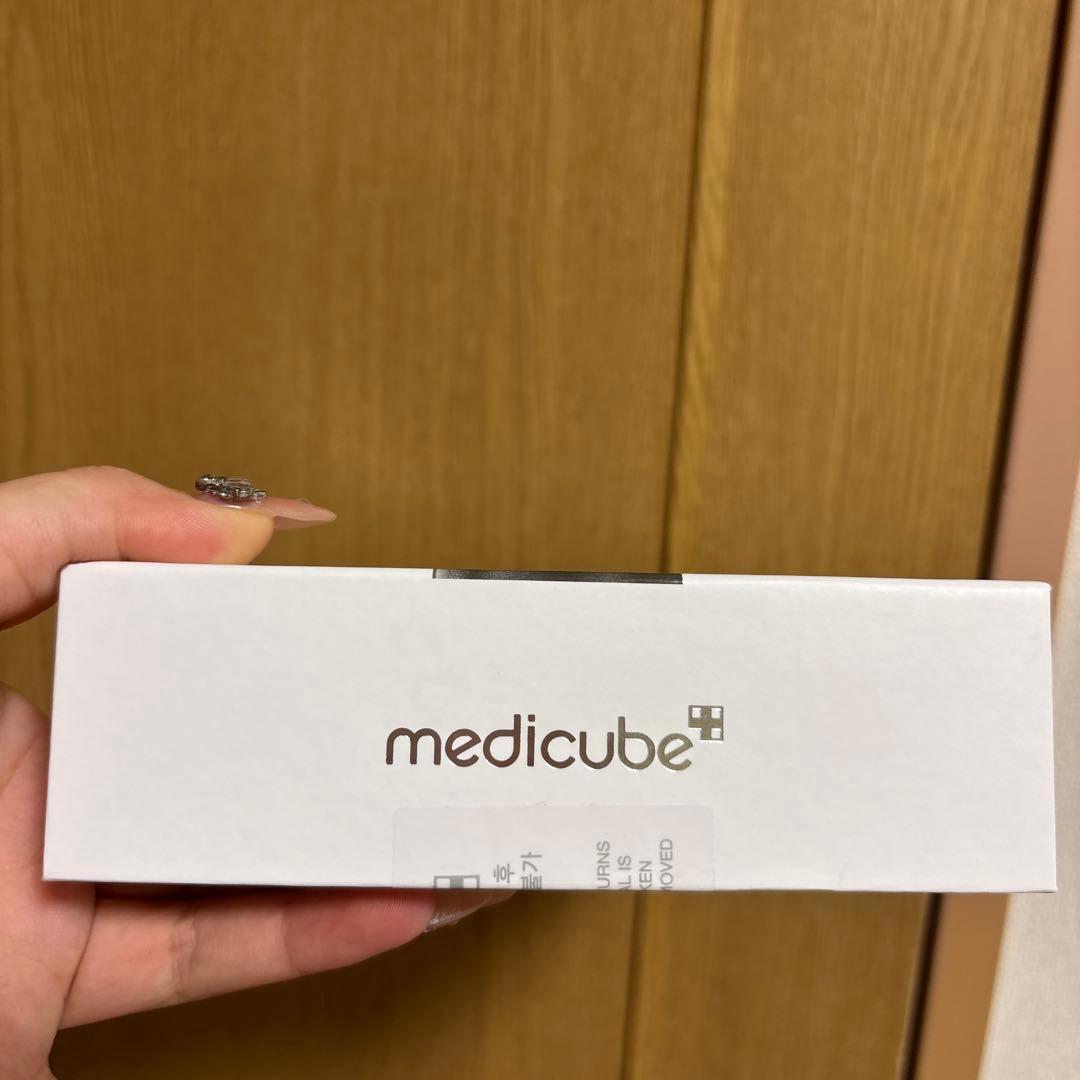 medicube
후
불가
URNS
AL IS
KEN
MOVED